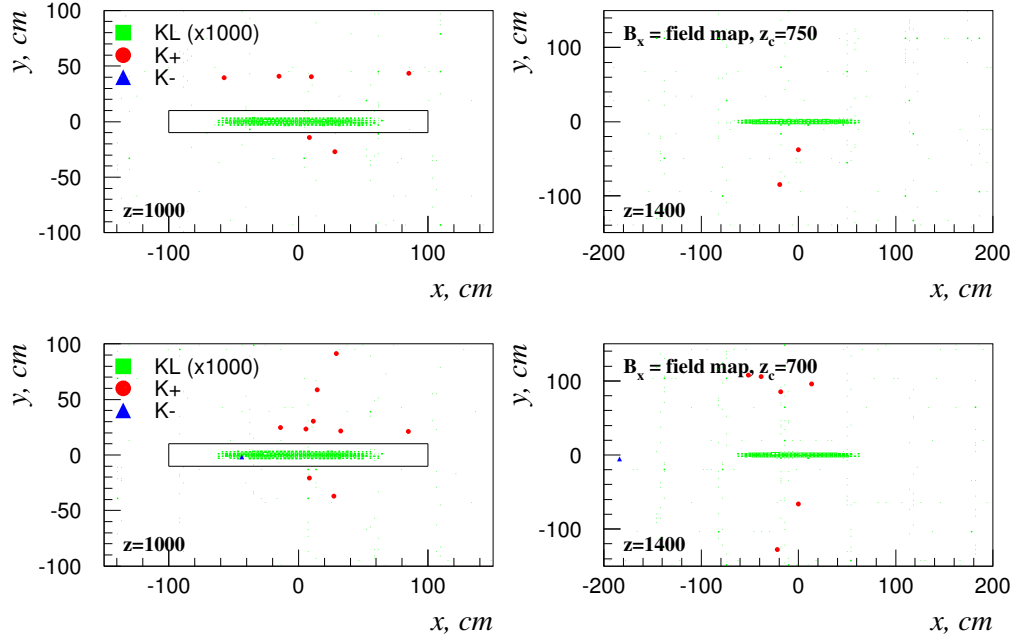 y, cm
100
50
0
-50
-100
KL (x1000)
K+
K-
z=1000
-100 0 100
x, cm
y, cm
100
0
-100
B_x = field map, z_c=750
z=1400
-200 -100 0 100 200
x, cm
y, cm
100
50
0
-50
-100
KL (x1000)
K+
K-
z=1000
-100 0 100
x, cm
y, cm
100
0
-100
B_x = field map, z_c=700
z=1400
-200 -100 0 100 200
x, cm